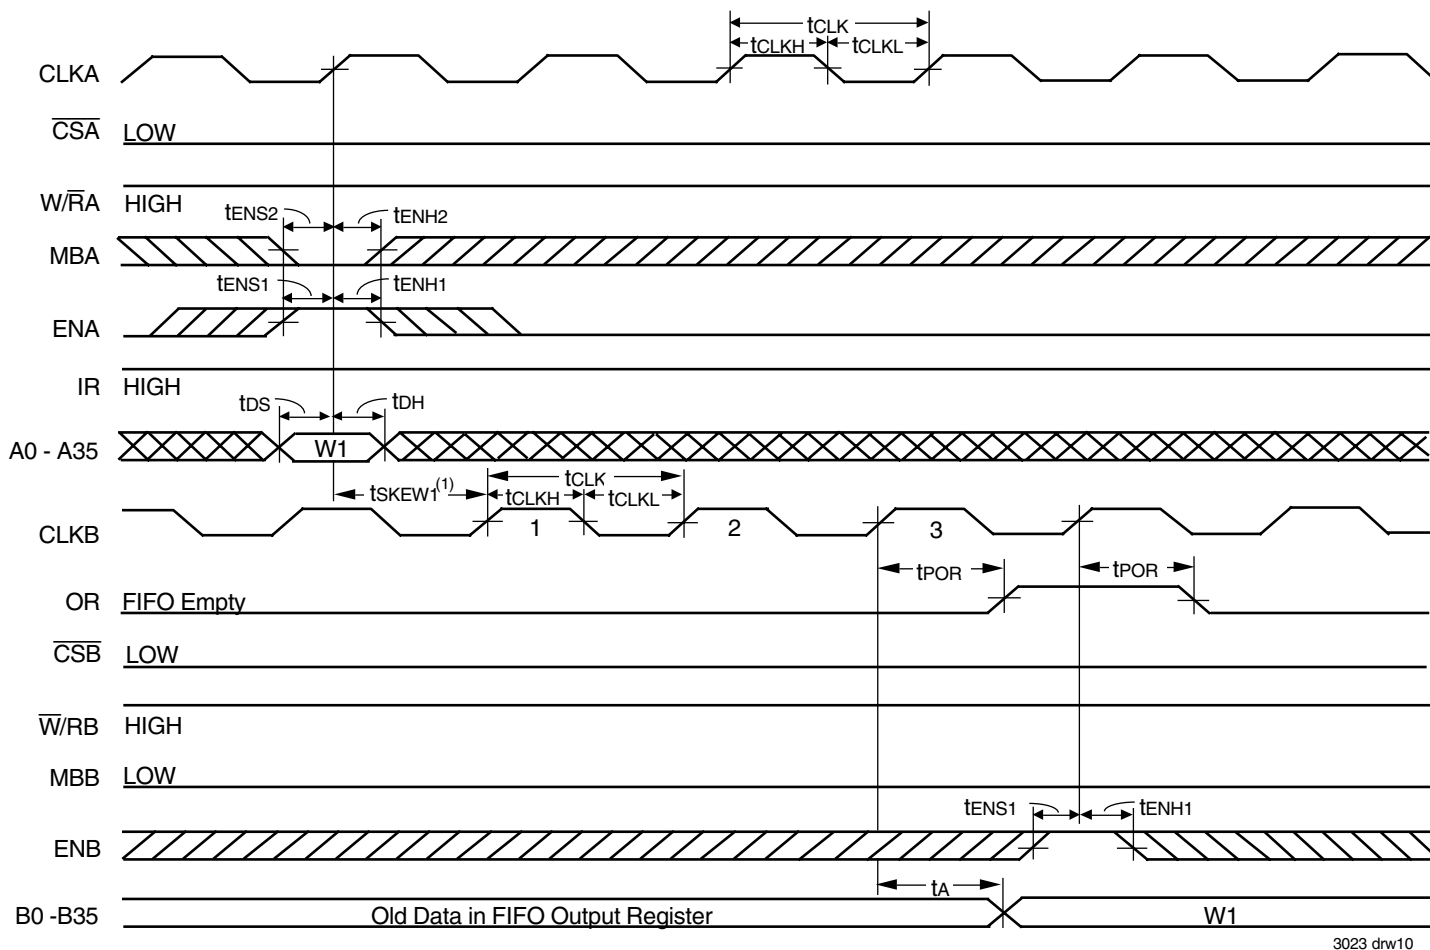 tCLK
tCLKH tCLKL
CLKA
CSA LOW
W/RA HIGH
tENS2 tENH2
MBA
tENS1 tENH1
ENA
IR HIGH
tDS tDH
A0 - A35 W1
tSKEW1(1) tCLK
tCLKH tCLKL
CLKB 1 2 3
tPOR tPOR
OR FIFO Empty
CSB LOW
W/RB HIGH
MBB LOW
tENS1 tENH1
ENB
tA
B0 -B35 Old Data in FIFO Output Register W1
3023 drw10